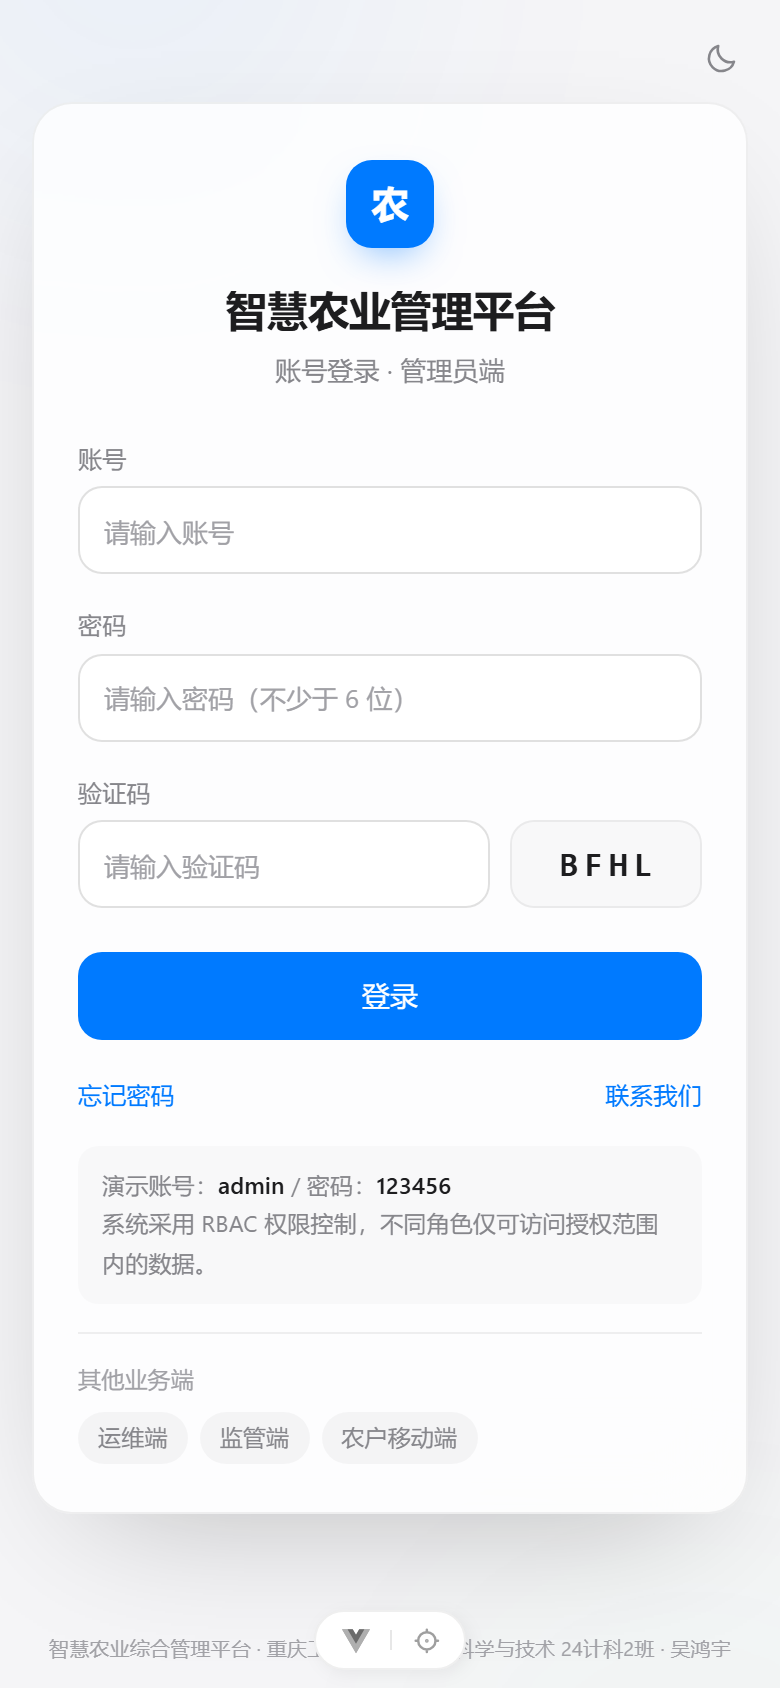 农
智慧农业管理平台
账号登录 · 管理员端
账号
请输入账号
密码
请输入密码（不少于 6 位）
验证码
请输入验证码
BFHL
登录
忘记密码
联系我们
演示账号：admin / 密码：123456
系统采用 RBAC 权限控制，不同角色仅可访问授权范围
内的数据。
其他业务端
运维端
监管端
农户移动端
智慧农业综合管理平台 · 重庆 科学与技术 24计科2班 · 吴鸿宇